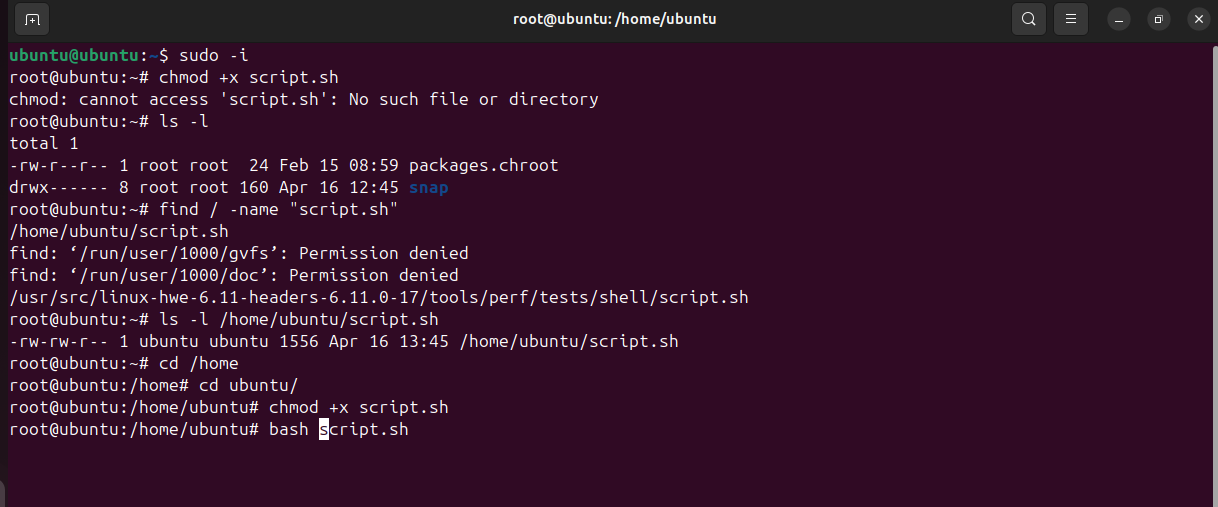 root@ubuntu: /home/ubuntu
ubuntu@ubuntu:~$ sudo -i
root@ubuntu:~# chmod +x script.sh
chmod: cannot access 'script.sh': No such file or directory
root@ubuntu:~# ls -l
total 1
-rw-r--r-- 1 root root  24 Feb 15 08:59 packages.chroot
drwx------ 8 root root 160 Apr 16 12:45 snap
root@ubuntu:~# find / -name "script.sh"
/home/ubuntu/script.sh
find: ‘/run/user/1000/gvfs’: Permission denied
find: ‘/run/user/1000/doc’: Permission denied
/usr/src/linux-hwe-6.11-headers-6.11.0-17/tools/perf/tests/shell/script.sh
root@ubuntu:~# ls -l /home/ubuntu/script.sh
-rw-rw-r-- 1 ubuntu ubuntu 1556 Apr 16 13:45 /home/ubuntu/script.sh
root@ubuntu:~# cd /home
root@ubuntu:/home# cd ubuntu/
root@ubuntu:/home/ubuntu# chmod +x script.sh
root@ubuntu:/home/ubuntu# bash script.sh